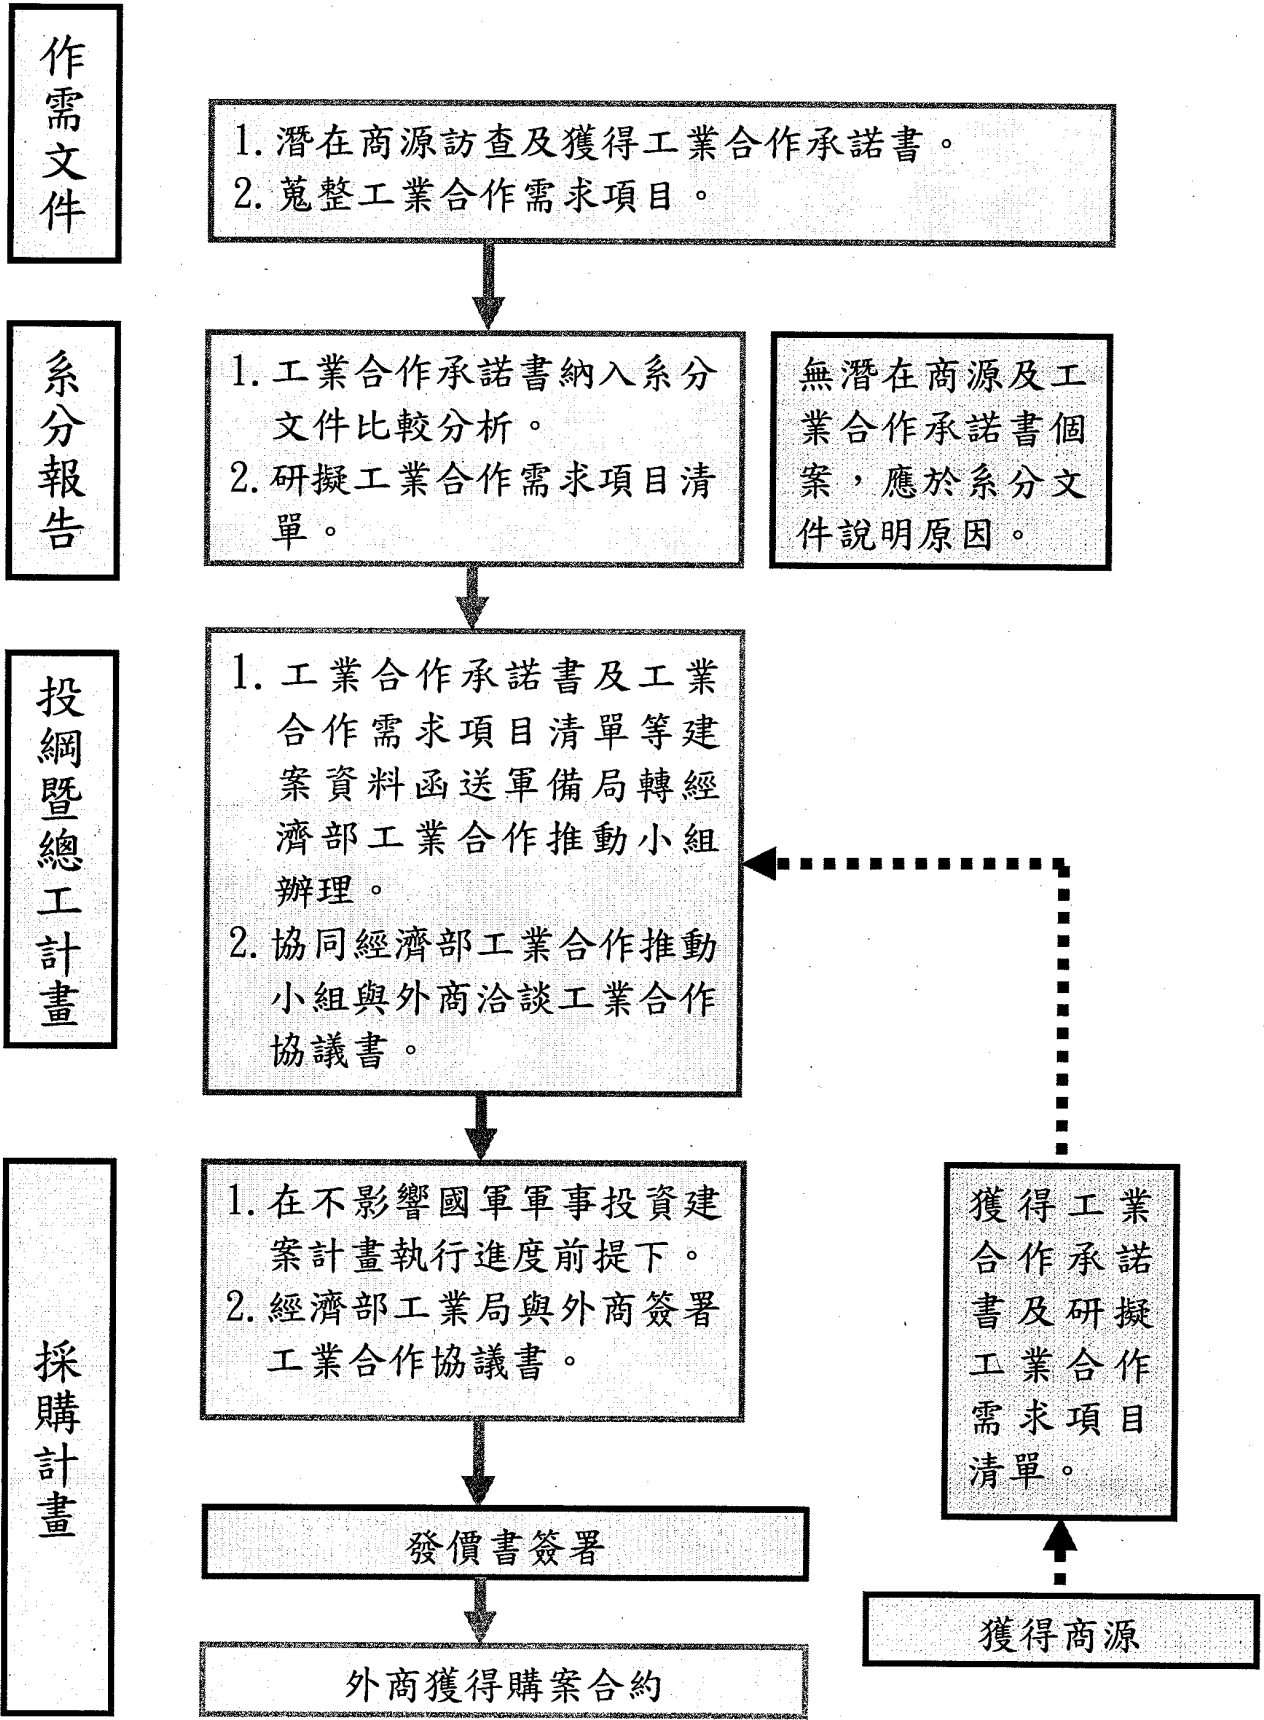 作需文件
1. 潛在商源訪查及獲得工業合作承諾書。
2. 蒐整工業合作需求項目。
系分報告
1. 工業合作承諾書納入系分
文件比較分析。
2. 研擬工業合作需求項目清
單。
無潛在商源及工
業合作承諾書個
案，應於系分文
件說明原因。
投綱暨總工計畫
1. 工業合作承諾書及工業
合作需求項目清單等建
案資料函送軍備局轉經
濟部工業合作推動小組
辦理。
2. 協同經濟部工業合作推動
小組與外商洽談工業合作
協議書。
採購計畫
1. 在不影響國軍軍事投資建
案計畫執行進度前提下。
2. 經濟部工業局與外商簽署
工業合作協議書。
獲得工業
合作承諾
書及研擬
工業合作
需求項目
清單。
發價書簽署
獲得商源
外商獲得購案合約